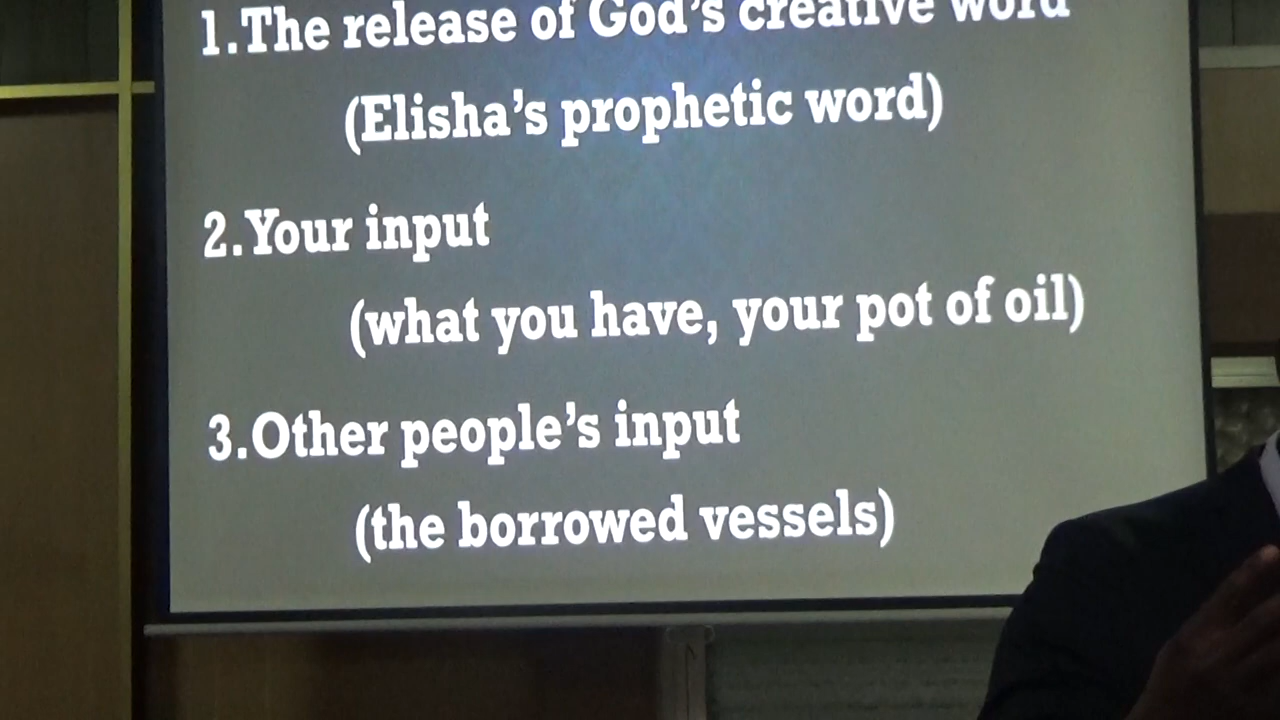 1.The release of God's creative word
(Elisha's prophetic word)
2.Your input
(what you have, your pot of oil)
3.Other people's input
(the borrowed vessels)